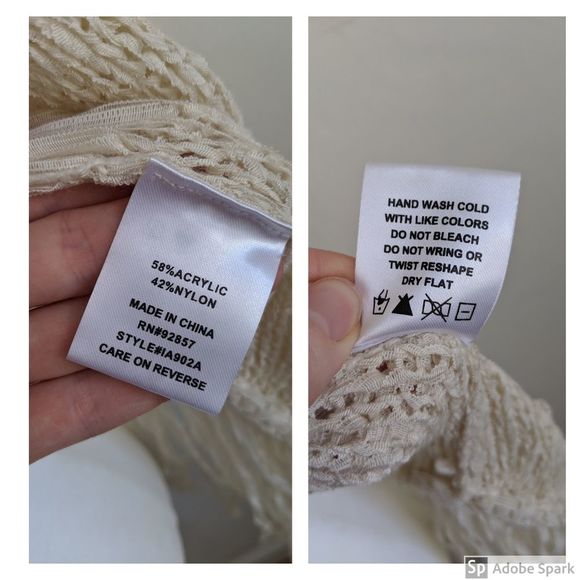 58%ACRYLIC
42%NYLON
MADE IN CHINA
RN#92857
STYLE#IA902A
CARE ON REVERSE
HAND WASH COLD
WITH LIKE COLORS
DO NOT BLEACH
DO NOT WRING OR
TWIST RESHAPE
DRY FLAT
Sp Adobe Spark